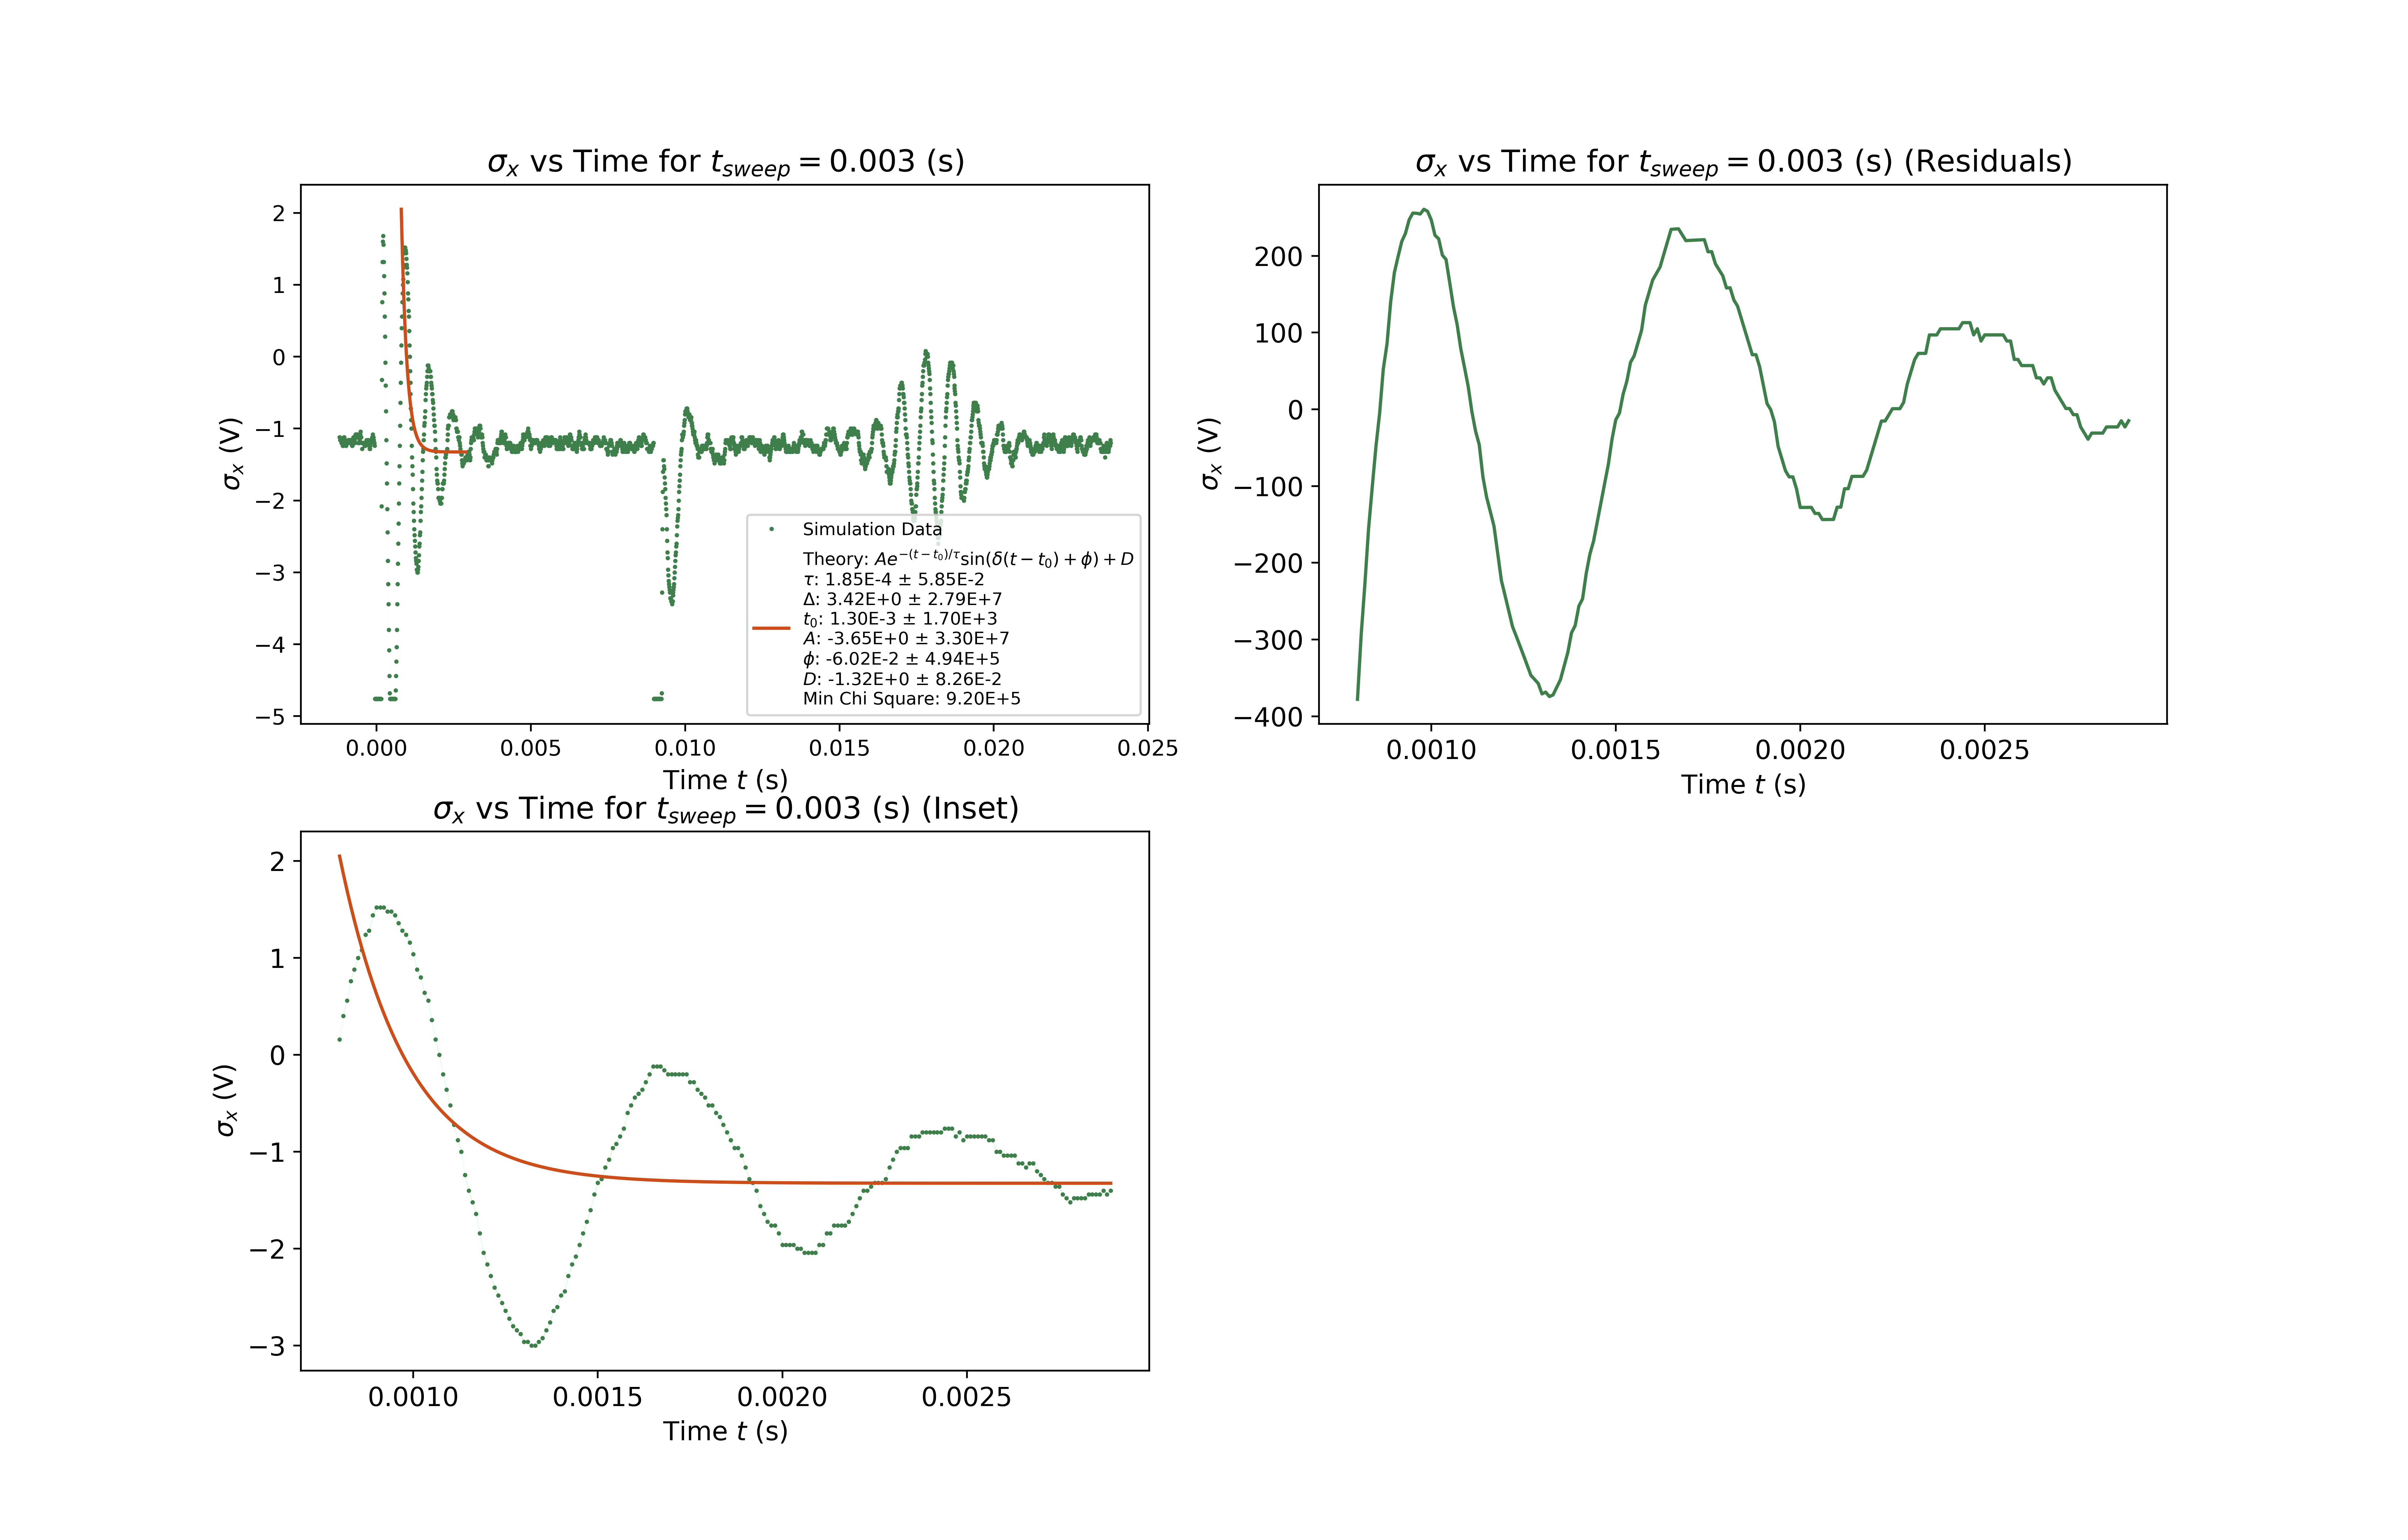 σₓ vs Time for t_sweep = 0.003 (s)
2
1
0
−1
−2
−3
−4
−5
σₓ (V)
0.000 0.005 0.010 0.015 0.020 0.025
Time t (s)
Simulation Data
Theory: Ae^{−(t−t₀)/τ}sin(δ(t − t₀) + ϕ) + D
τ: 1.85E-4 ± 5.85E-2
Δ: 3.42E+0 ± 2.79E+7
t₀: 1.30E-3 ± 1.70E+3
A: -3.65E+0 ± 3.30E+7
ϕ: -6.02E-2 ± 4.94E+5
D: -1.32E+0 ± 8.26E-2
Min Chi Square: 9.20E+5
σₓ vs Time for t_sweep = 0.003 (s) (Residuals)
200
100
0
−100
−200
−300
−400
σₓ (V)
0.0010 0.0015 0.0020 0.0025
Time t (s)
σₓ vs Time for t_sweep = 0.003 (s) (Inset)
2
1
0
−1
−2
−3
σₓ (V)
0.0010 0.0015 0.0020 0.0025
Time t (s)